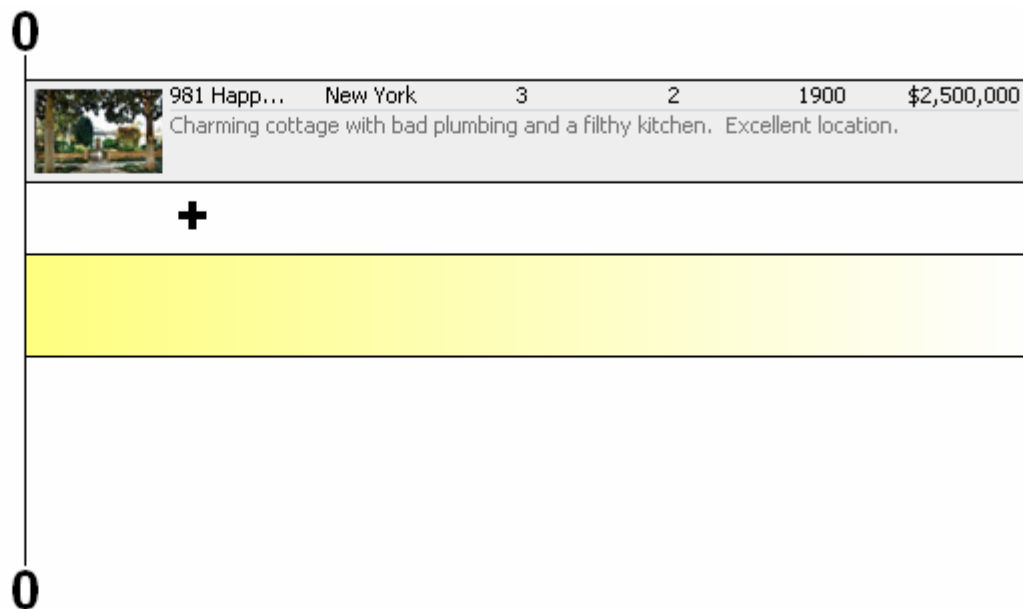 0
981 Happ... New York 3 2 1900 $2,500,000
Charming cottage with bad plumbing and a filthy kitchen.  Excellent location.
+
0